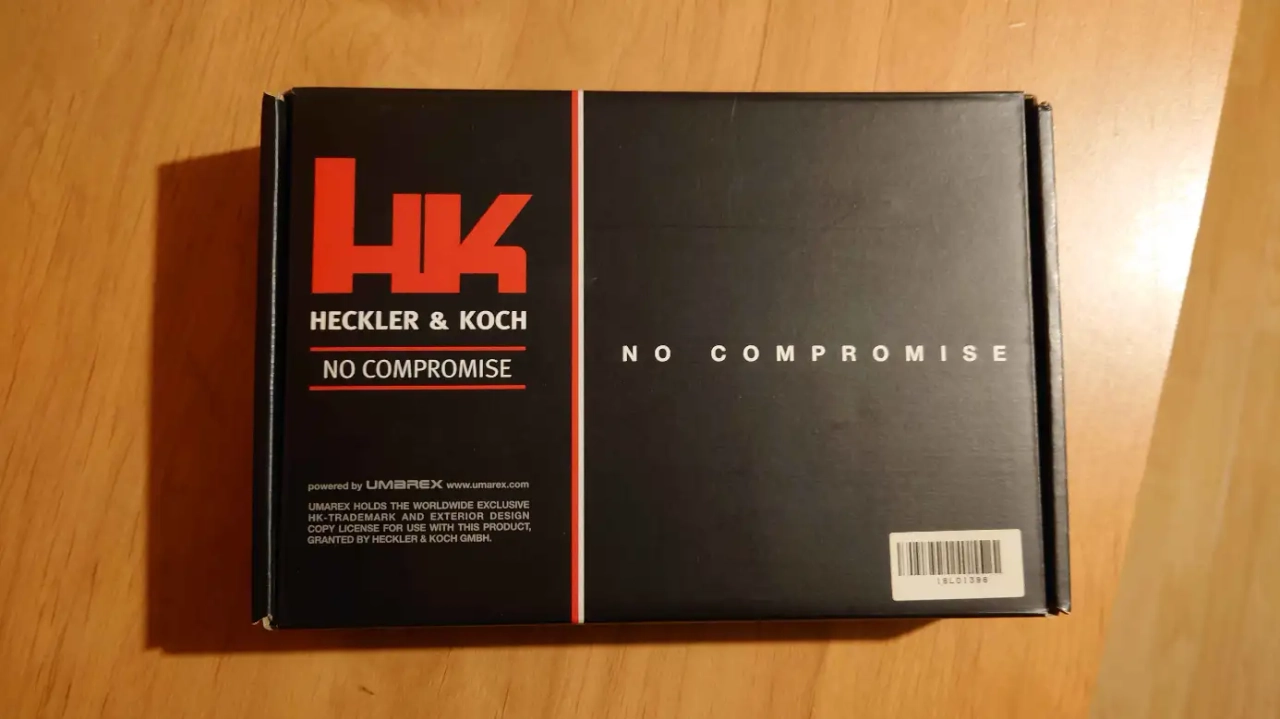 HK
HECKLER & KOCH
NO COMPROMISE
powered by UMAREX www.umarex.com
UMAREX HOLDS THE WORLDWIDE EXCLUSIVE
HK-TRADEMARK AND EXTERIOR DESIGN
COPY LICENSE FOR USE WITH THIS PRODUCT,
GRANTED BY HECKLER & KOCH GMBH.
NO COMPROMISE